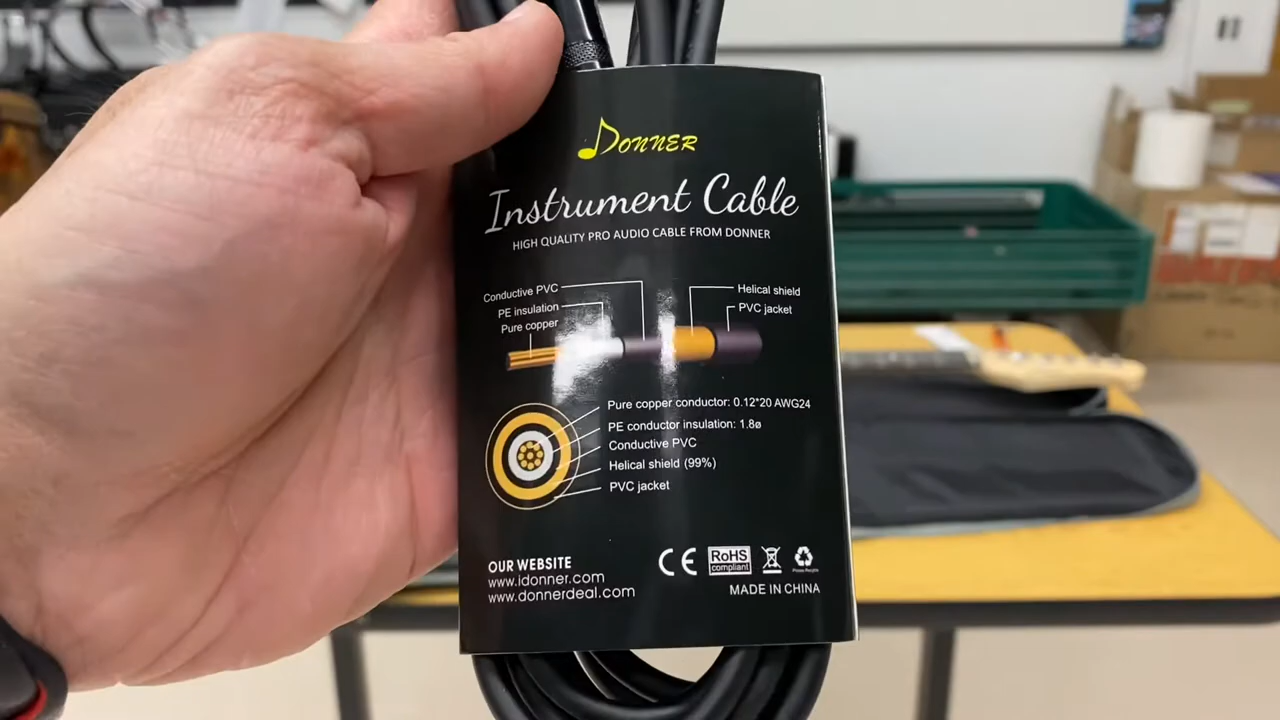 DONNER
Instrument Cable
HIGH QUALITY PRO AUDIO CABLE FROM DONNER
Conductive PVC
PE insulation
Pure copper
Helical shield
PVC jacket
Pure copper conductor: 0.12*20 AWG24
PE conductor insulation: 1.8ø
Conductive PVC
Helical shield (99%)
PVC jacket
OUR WEBSITE
www.idonner.com
www.donnerdeal.com
CE
RoHS
compliant
Please Recycle
MADE IN CHINA